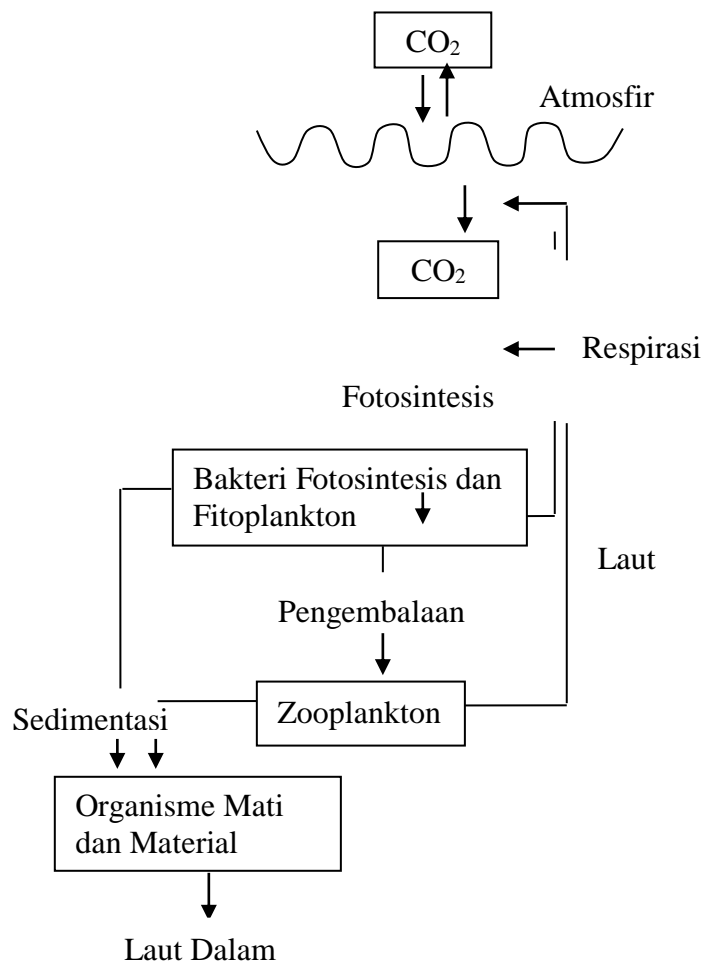 CO₂
Atmosfir
CO₂
Respirasi
Fotosintesis
Bakteri Fotosintesis dan
Fitoplankton
Laut
Pengembalaan
Zooplankton
Sedimentasi
Organisme Mati
dan Material
Laut Dalam